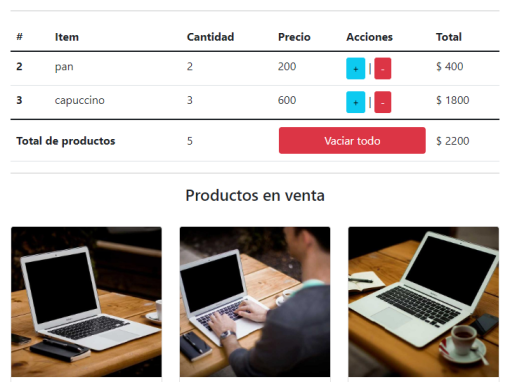 # Item Cantidad Precio Acciones Total
2 pan 2 200 + | - $ 400
3 capuccino 3 600 + | - $ 1800
Total de productos 5 Vaciar todo $ 2200
Productos en venta